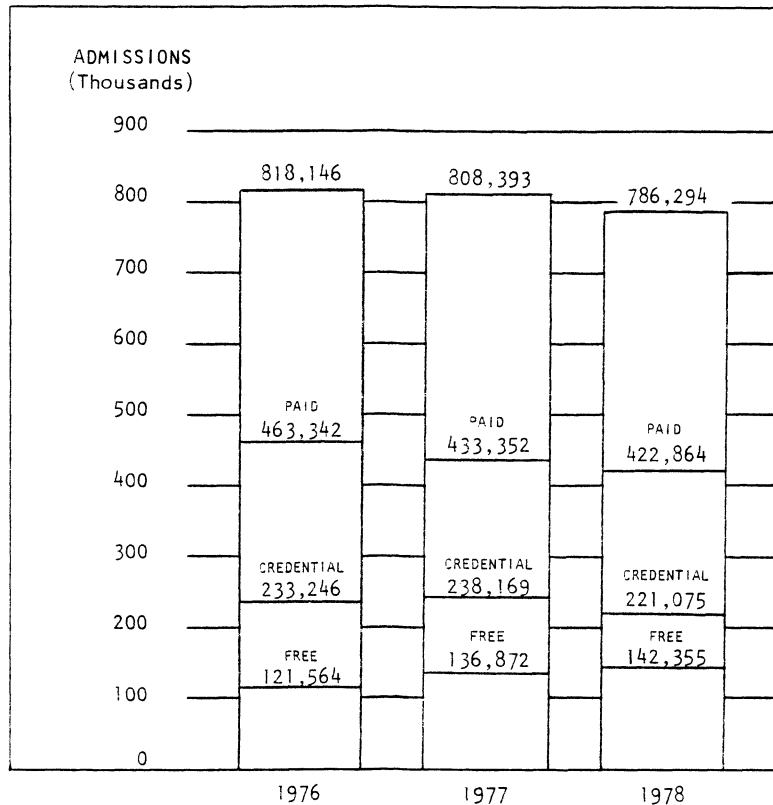 ADMISSIONS
(Thousands)
900
818,146
808,393
800
786,294
700
600
500
PAID
463,342
PAID
433,352
PAID
422,864
400
300
CREDENTIAL
233,246
CREDENTIAL
238,169
CREDENTIAL
221,075
200
FREE
121,564
FREE
136,872
FREE
142,355
100
0
1976
1977
1978